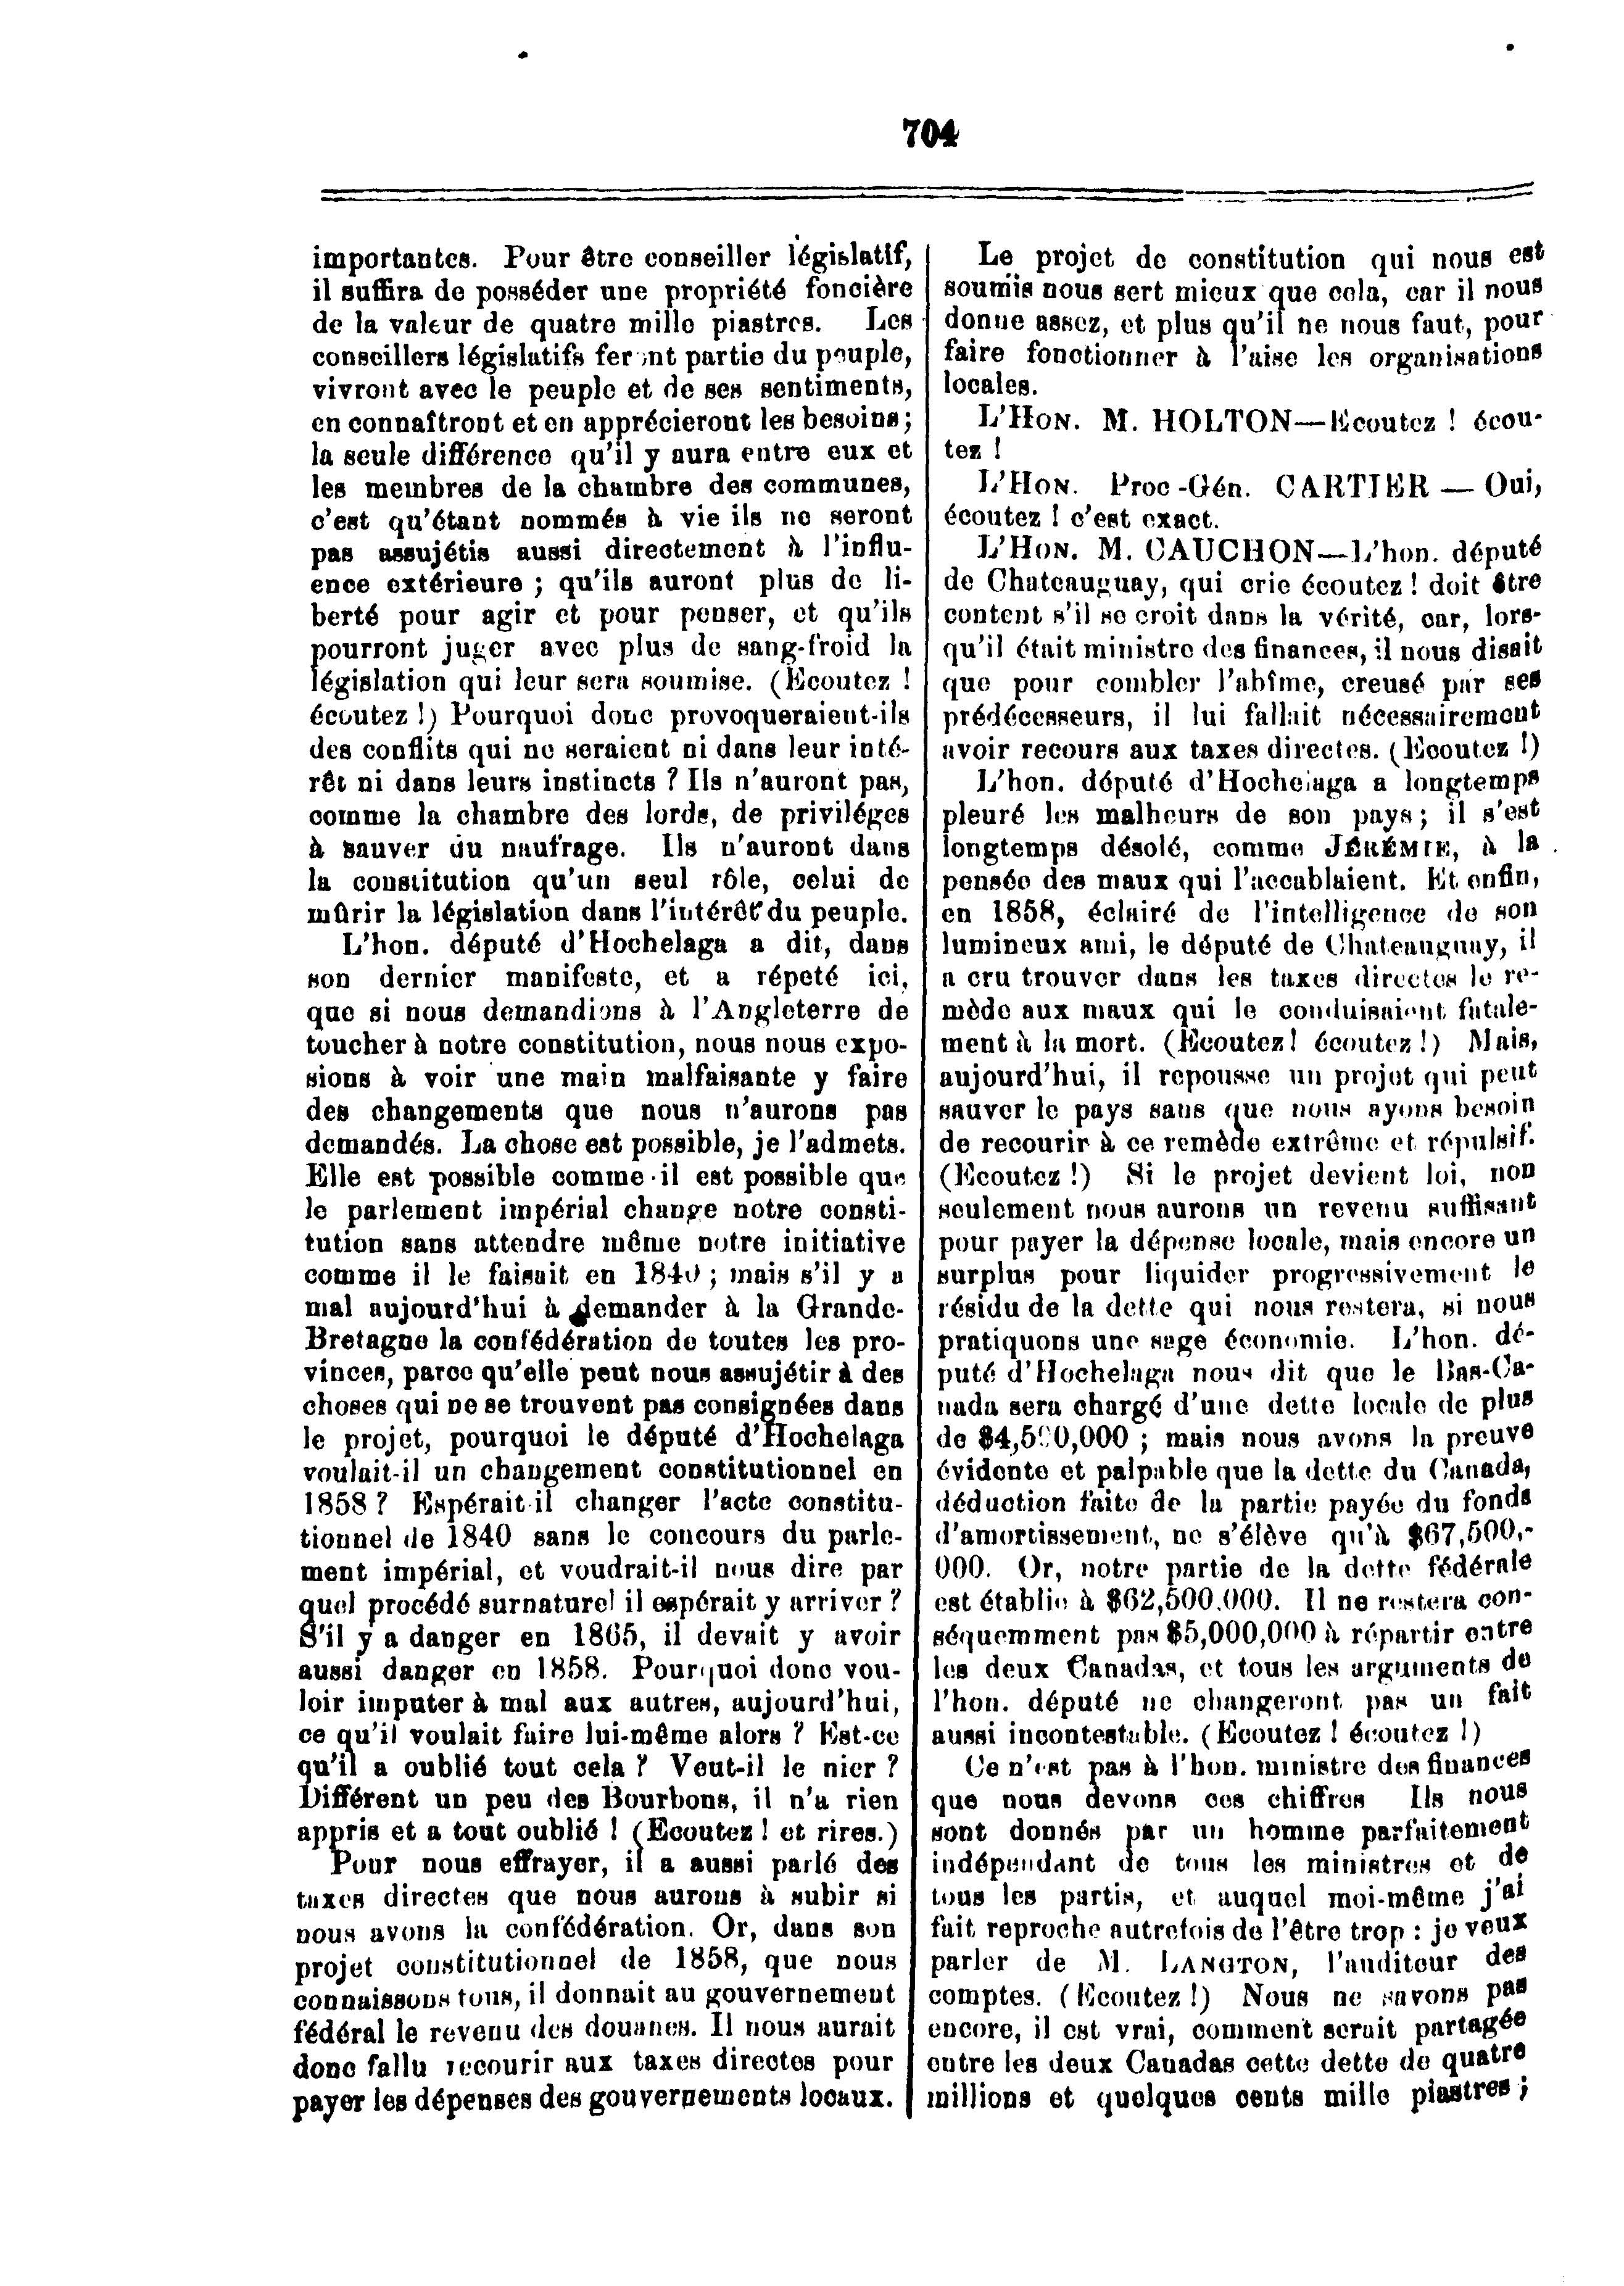 704
importantes. Pour être conseiller législatif,
il suffira de posséder une propriété foncière
de la valeur de quatre mille piastres. Les
conseillers législatifs feront partie du peuple,
vivront avec le peuple et de ses sentiments,
en connaîtront et en apprécieront les besoins;
la seule différence qu'il y aura entre eux et
les membres de la chambre des communes,
c'est qu'étant nommés à vie ils ne seront
pas assujétis aussi directement à l'influ-
ence extérieure ; qu'ils auront plus de li-
berté pour agir et pour penser, et qu'ils
pourront juger avec plus de sang-froid la
législation qui leur sera soumise. (Ecoutez !
écoutez !) Pourquoi donc provoqueraient-ils
des conflits qui ne seraient ni dans leur inté-
rêt ni dans leurs instincts ? Ils n'auront pas,
comme la chambre des lords, de priviléges
à sauver du naufrage. Ils n'auront dans
la constitution qu'un seul rôle, celui de
mûrir la législation dans l'intérêt du peuple.
L'hon. député d'Hochelaga a dit, dans
son dernier manifeste, et a répeté ici,
que si nous demandions à l'Angleterre de
toucher à notre constitution, nous nous expo-
sions à voir une main malfaisante y faire
des changements que nous n'aurons pas
demandés. La chose est possible, je l'admets.
Elle est possible comme il est possible que
le parlement impérial change notre consti-
tution sans attendre même notre initiative
comme il le faisait en 1840 ; mais s'il y a
mal aujourd'hui à demander à la Grande-
Bretagne la confédération de toutes les pro-
vinces, parce qu'elle peut nous assujétir à des
choses qui ne se trouvent pas consignées dans
le projet, pourquoi le député d'Hochelaga
voulait-il un changement constitutionnel en
1858 ? Espérait-il changer l'acte constitu-
tionnel de 1840 sans le concours du parle-
ment impérial, et voudrait-il nous dire par
quel procédé surnaturel il espérait y arriver ?
S'il y a danger en 1865, il devait y avoir
aussi danger en 1858. Pourquoi donc vou-
loir imputer à mal aux autres, aujourd'hui,
ce qu'il voulait faire lui-même alors ? Est-ce
qu'il a oublié tout cela ? Veut-il le nier ?
Différent un peu des Bourbons, il n'a rien
appris et a tout oublié ! (Ecoutez ! et rires.)
Pour nous effrayer, il a aussi parlé des
taxes directes que nous aurons à subir si
nous avons la confédération. Or, dans son
projet constitutionnel de 1858, que nous
connaissons tous, il donnait au gouvernement
fédéral le revenu des douanes. Il nous aurait
donc fallu recourir aux taxes directes pour
payer les dépenses des gouvernements locaux.
Le projet de constitution qui nous est
soumis nous sert mieux que cela, car il nous
donne assez, et plus qu'il ne nous faut, pour
faire fonctionner à l'aise les organisations
locales.
L'HON. M. HOLTON—Ecoutez ! écou-
tez !
L'HON. Proc-Gén. CARTIER — Oui,
écoutez ! c'est exact.
L'HON. M. CAUCHON—L'hon. député
de Chateauguay, qui crie écoutez ! doit être
content s'il se croit dans la vérité, car, lors-
qu'il était ministre des finances, il nous disait
que pour combler l'abîme, creusé par ses
prédécesseurs, il lui fallait nécessairement
avoir recours aux taxes directes. (Ecoutez !)
L'hon. député d'Hochelaga a longtemps
pleuré les malheurs de son pays ; il s'est
longtemps désolé, comme JÉRÉMIE, à la
pensée des maux qui l'accablaient. Et enfin,
en 1858, éclairé de l'intelligence de son
lumineux ami, le député de Chateauguay, il
a cru trouver dans les taxes directes le re-
mède aux maux qui le conduisaient fatale-
ment à la mort. (Ecoutez! écoutez !) Mais,
aujourd'hui, il repousse un projet qui peut
sauver le pays sans que nous ayons besoin
de recourir à ce remède extrême et répulsif.
(Ecoutez !) Si le projet devient loi, non
seulement nous aurons un revenu suffisant
pour payer la dépense locale, mais encore un
surplus pour liquider progressivement le
résidu de la dette qui nous restera, si nous
pratiquons une sage économie. L'hon. dé-
puté d'Hochelaga nous dit que le Bas-Ca-
nada sera chargé d'une dette locale de plus
de $4,500,000 ; mais nous avons la preuve
évidente et palpable que la dette du Canada,
déduction faite de la partie payée du fonds
d'amortissement, ne s'élève qu'à $67,500,-
000. Or, notre partie de la dette fédérale
est établie à $62,500,000. Il ne restera con-
séquemment pas $5,000,000 à répartir entre
les deux Canadas, et tous les arguments de
l'hon. député ne changeront pas un fait
aussi incontestable. (Ecoutez ! écoutez !)
Ce n'est pas à l'hon. ministre des finances
que nous devons ces chiffres Ils nous
sont donnés par un homme parfaitement
indépendant de tous les ministres et de
tous les partis, et auquel moi-même j'ai
fait reproche autrefois de l'être trop : je veux
parler de M. LANGTON, l'auditeur des
comptes. (Ecoutez !) Nous ne savons pas
encore, il est vrai, comment serait partagée
entre les deux Canadas cette dette de quatre
millions et quelques cents mille piastres ;